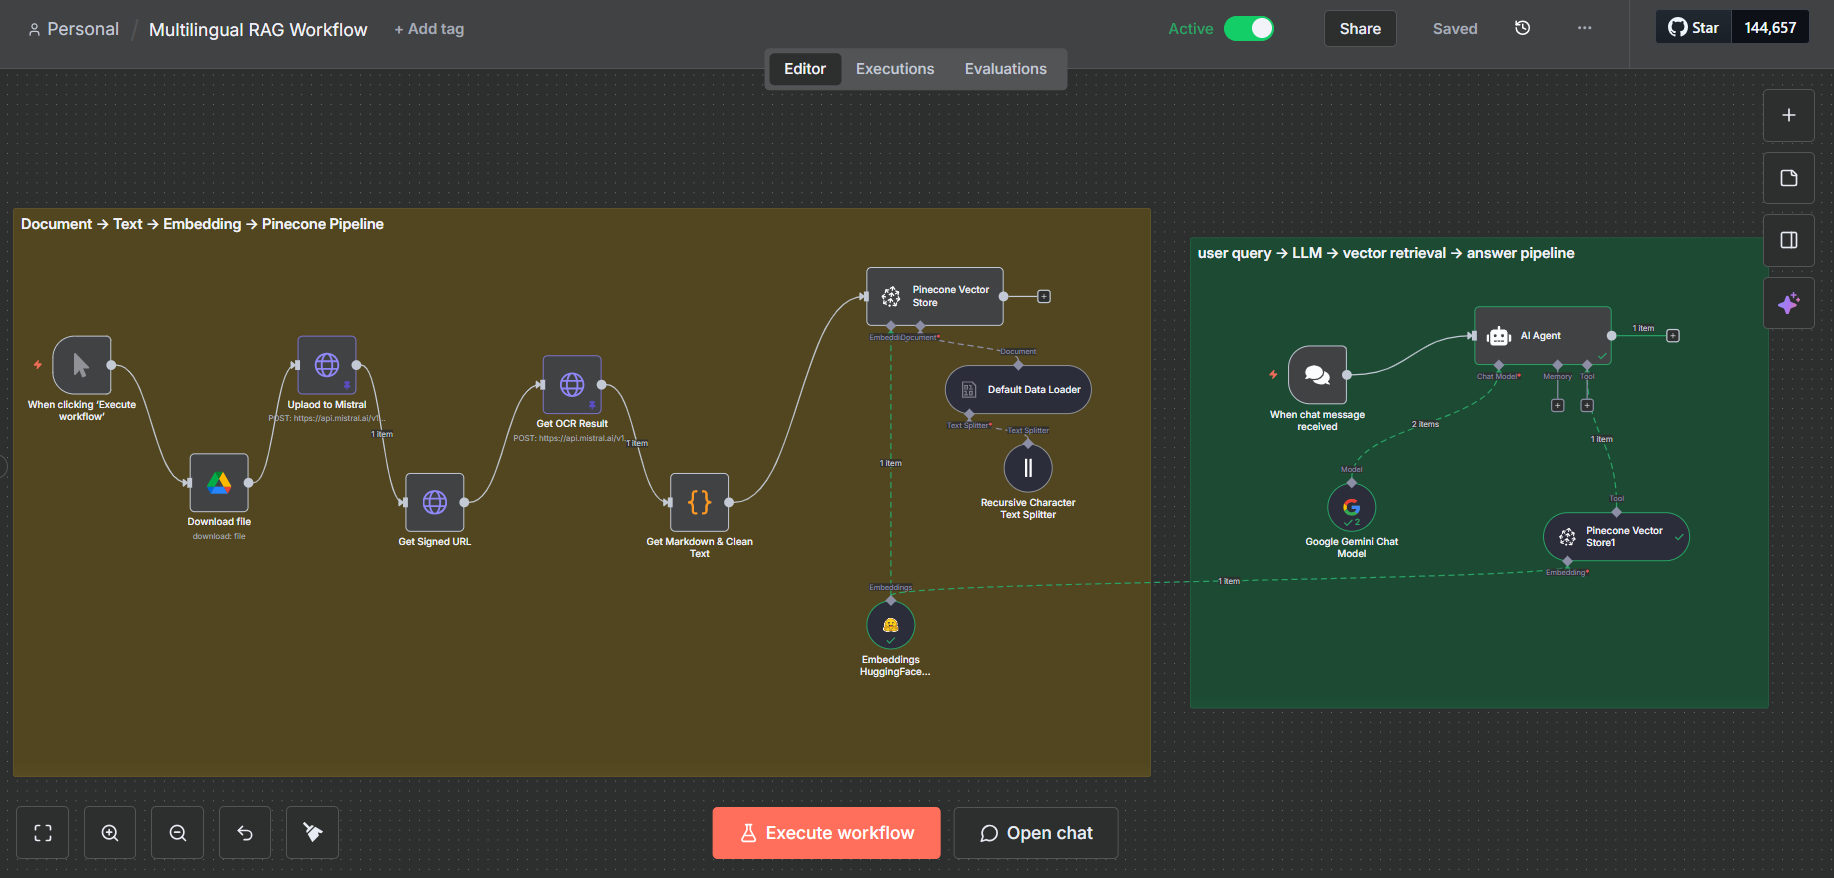 Personal / Multilingual RAG Workflow + Add tag
Active
Share
Saved
Star 144,657
Editor Executions Evaluations
Document → Text → Embedding → Pinecone Pipeline
When clicking ‘Execute
workflow’
Download file
download: file
Uplaod to Mistral
POST: https://api.mistral.ai/v1...
1 item
Get Signed URL
Get OCR Result
POST: https://api.mistral.ai/v1...
1 item
Get Markdown & Clean
Text
Pinecone Vector
Store
Embeddi
Document*
Document
Default Data Loader
Text Splitter*
Text Splitter
Recursive Character
Text Splitter
1 item
Embeddings
Embeddings
HuggingFace...
user query → LLM → vector retrieval → answer pipeline
When chat message
received
AI Agent
1 item
Chat Model*
Memory
Tool
2 items
1 item
Model
2
Google Gemini Chat
Model
Tool
Pinecone Vector
Store1
Embedding*
1 item
Execute workflow
Open chat